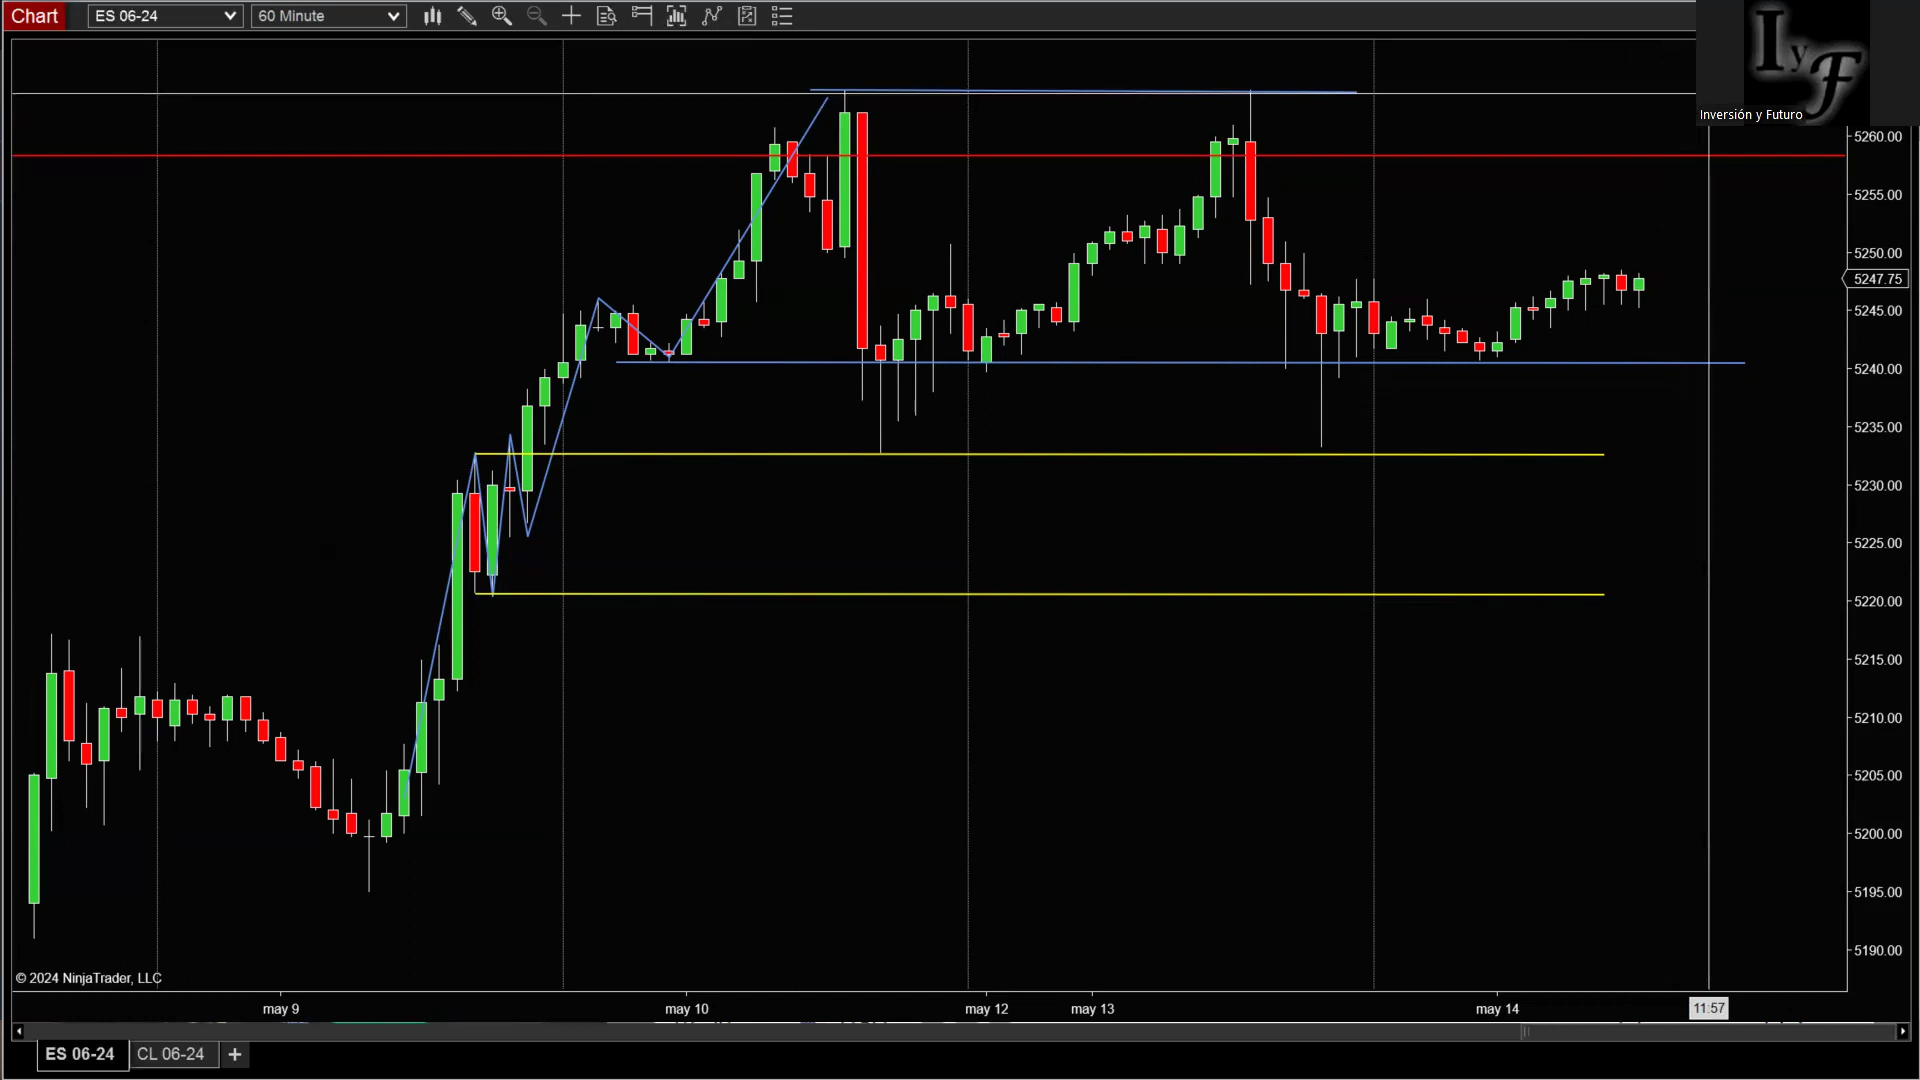 Chart ES 06-24 60 Minute
IyF
Inversión y Futuro
5260.00
5255.00
5250.00
5247.75
5245.00
5240.00
5235.00
5230.00
5225.00
5220.00
5215.00
5210.00
5205.00
5200.00
5195.00
5190.00
© 2024 NinjaTrader, LLC
may 9 may 10 may 12 may 13 may 14 11:57
ES 06-24 CL 06-24 +